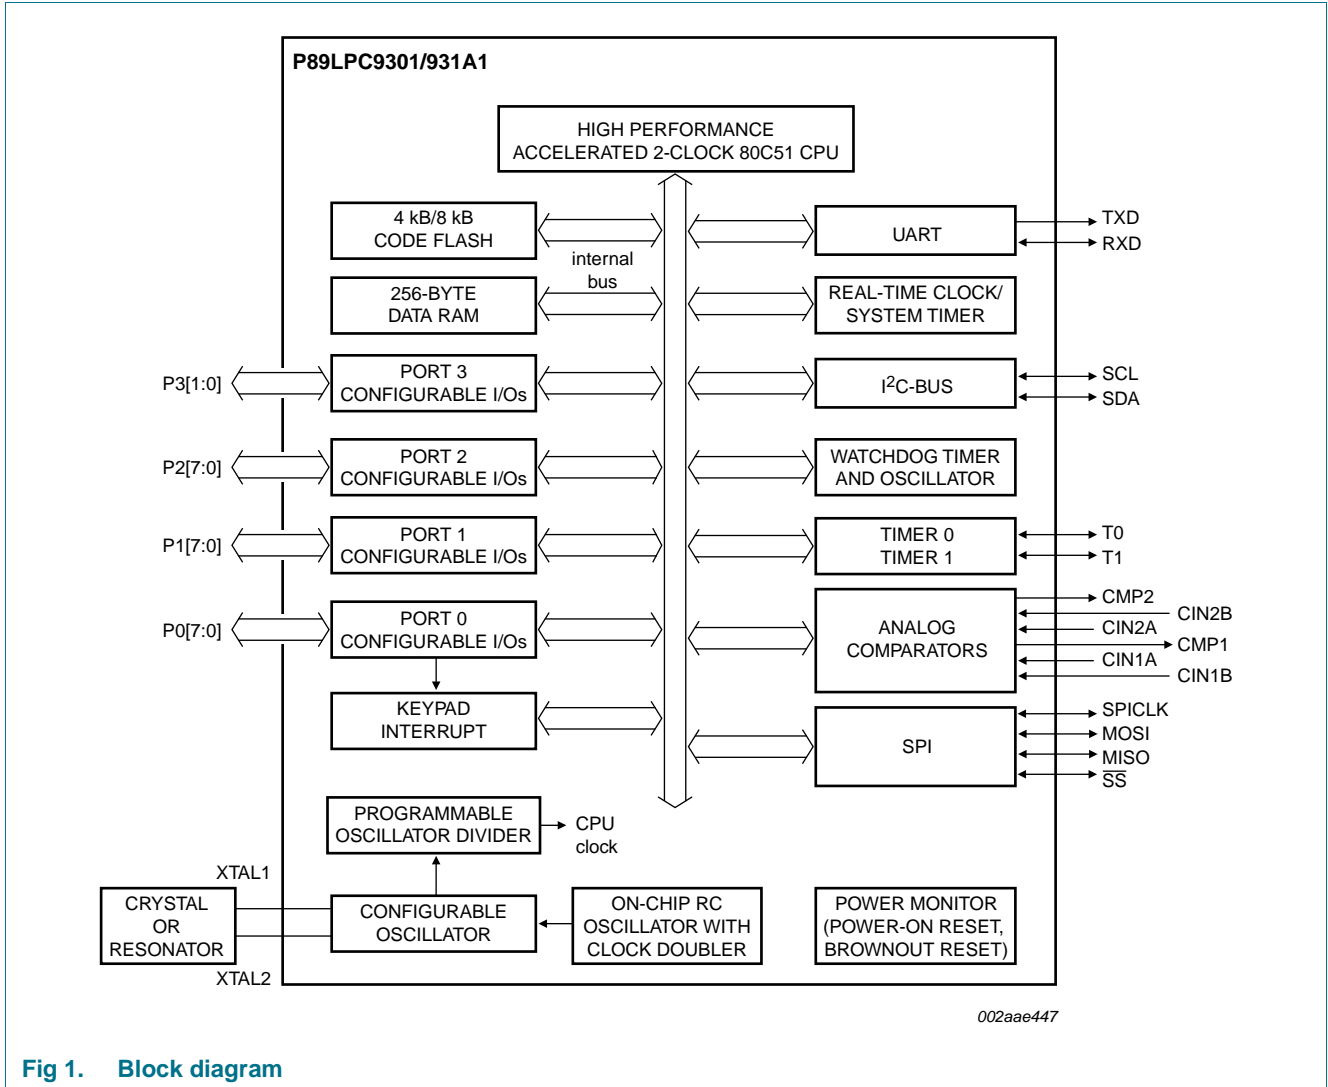 P89LPC9301/931A1
HIGH PERFORMANCE
ACCELERATED 2-CLOCK 80C51 CPU
4 kB/8 kB
CODE FLASH
internal
bus
UART
TXD
RXD
256-BYTE
DATA RAM
REAL-TIME CLOCK/
SYSTEM TIMER
P3[1:0]
PORT 3
CONFIGURABLE I/Os
I2C-BUS
SCL
SDA
P2[7:0]
PORT 2
CONFIGURABLE I/Os
WATCHDOG TIMER
AND OSCILLATOR
P1[7:0]
PORT 1
CONFIGURABLE I/Os
TIMER 0
TIMER 1
T0
T1
P0[7:0]
PORT 0
CONFIGURABLE I/Os
ANALOG
COMPARATORS
CMP2
CIN2B
CIN2A
CMP1
CIN1A
CIN1B
KEYPAD
INTERRUPT
SPI
SPICLK
MOSI
MISO
S̅S̅
PROGRAMMABLE
OSCILLATOR DIVIDER
CPU
clock
XTAL1
CRYSTAL
OR
RESONATOR
XTAL2
CONFIGURABLE
OSCILLATOR
ON-CHIP RC
OSCILLATOR WITH
CLOCK DOUBLER
POWER MONITOR
(POWER-ON RESET,
BROWNOUT RESET)
002aae447
Fig 1. Block diagram